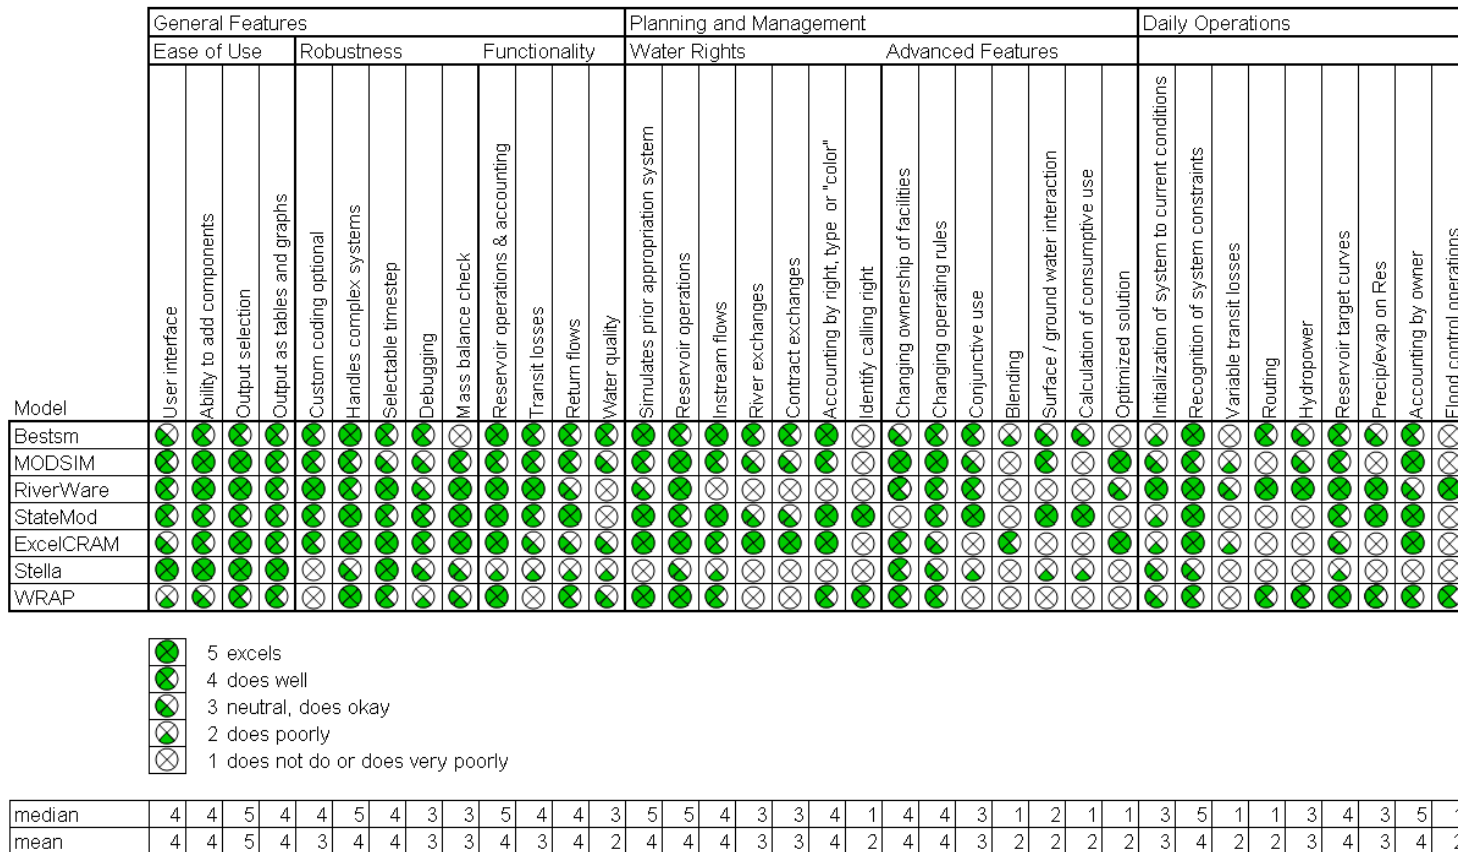 General Features Planning and Management Daily Operations
Ease of Use Robustness Functionality Water Rights Advanced Features
User interface
Ability to add components
Output selection
Output as tables and graphs
Custom coding optional
Handles complex systems
Selectable timestep
Debugging
Mass balance check
Reservoir operations & accounting
Transit losses
Return flows
Water quality
Simulates prior appropriation system
Reservoir operations
Instream flows
River exchanges
Contract exchanges
Accounting by right, type or "color"
Identify calling right
Changing ownership of facilities
Changing operating rules
Conjunctive use
Blending
Surface / ground water interaction
Calculation of consumptive use
Optimized solution
Initialization of system to current conditions
Recognition of system constraints
Variable transit losses
Routing
Hydropower
Reservoir target curves
Precip/evap on Res
Accounting by owner
Flood control operations
Model
Bestsm
MODSIM
RiverWare
StateMod
ExcelCRAM
Stella
WRAP
5 excels
4 does well
3 neutral, does okay
2 does poorly
1 does not do or does very poorly
median 4 4 5 4 4 5 4 3 3 5 4 4 3 5 5 4 3 3 4 1 4 4 3 1 2 1 1 3 5 1 1 3 4 3 5 1
mean 4 4 5 4 3 4 4 3 3 4 3 4 2 4 4 4 3 3 4 2 4 4 3 2 2 2 2 3 4 2 2 3 4 3 4 2